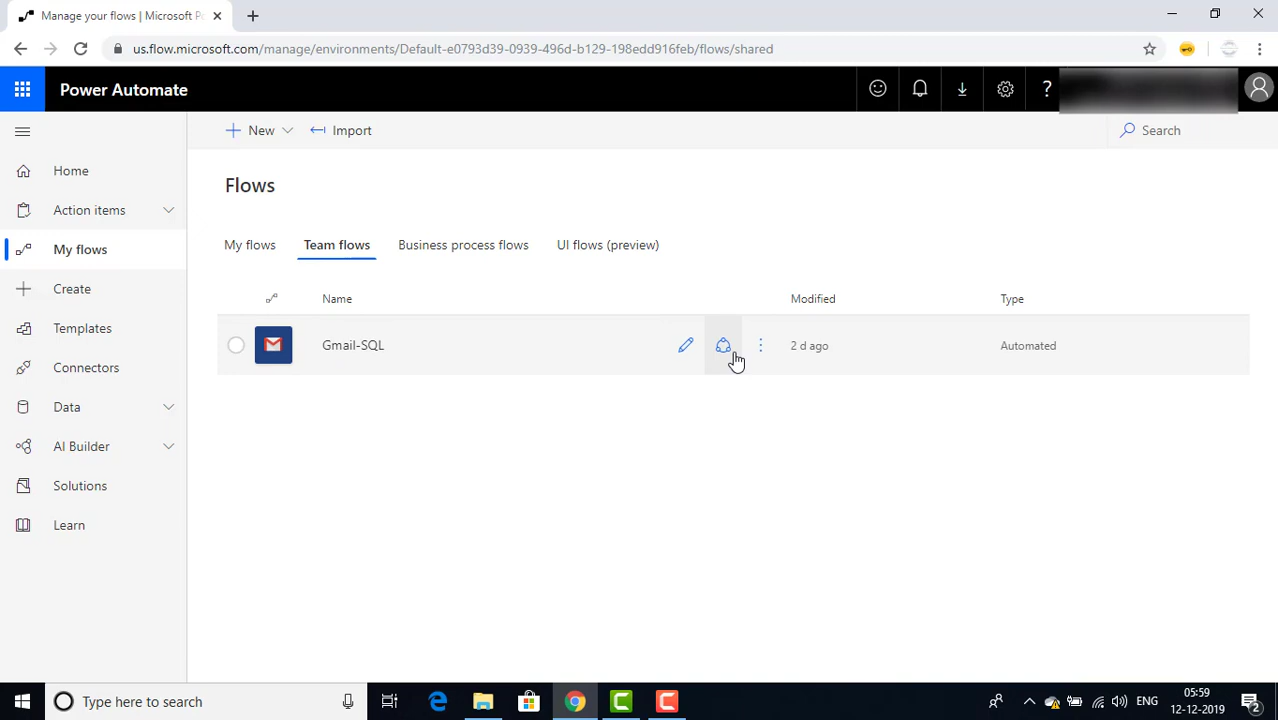 Manage your flows | Microsoft P
us.flow.microsoft.com/manage/environments/Default-e0793d39-0939-496d-b129-198edd916feb/flows/shared
Power Automate
?
New
Import
Search
Home
Action items
My flows
Create
Templates
Connectors
Data
AI Builder
Solutions
Learn
Flows
My flows
Team flows
Business process flows
UI flows (preview)
Name
Modified
Type
Gmail-SQL
2 d ago
Automated
Type here to search
ENG
05:59
12-12-2019
2